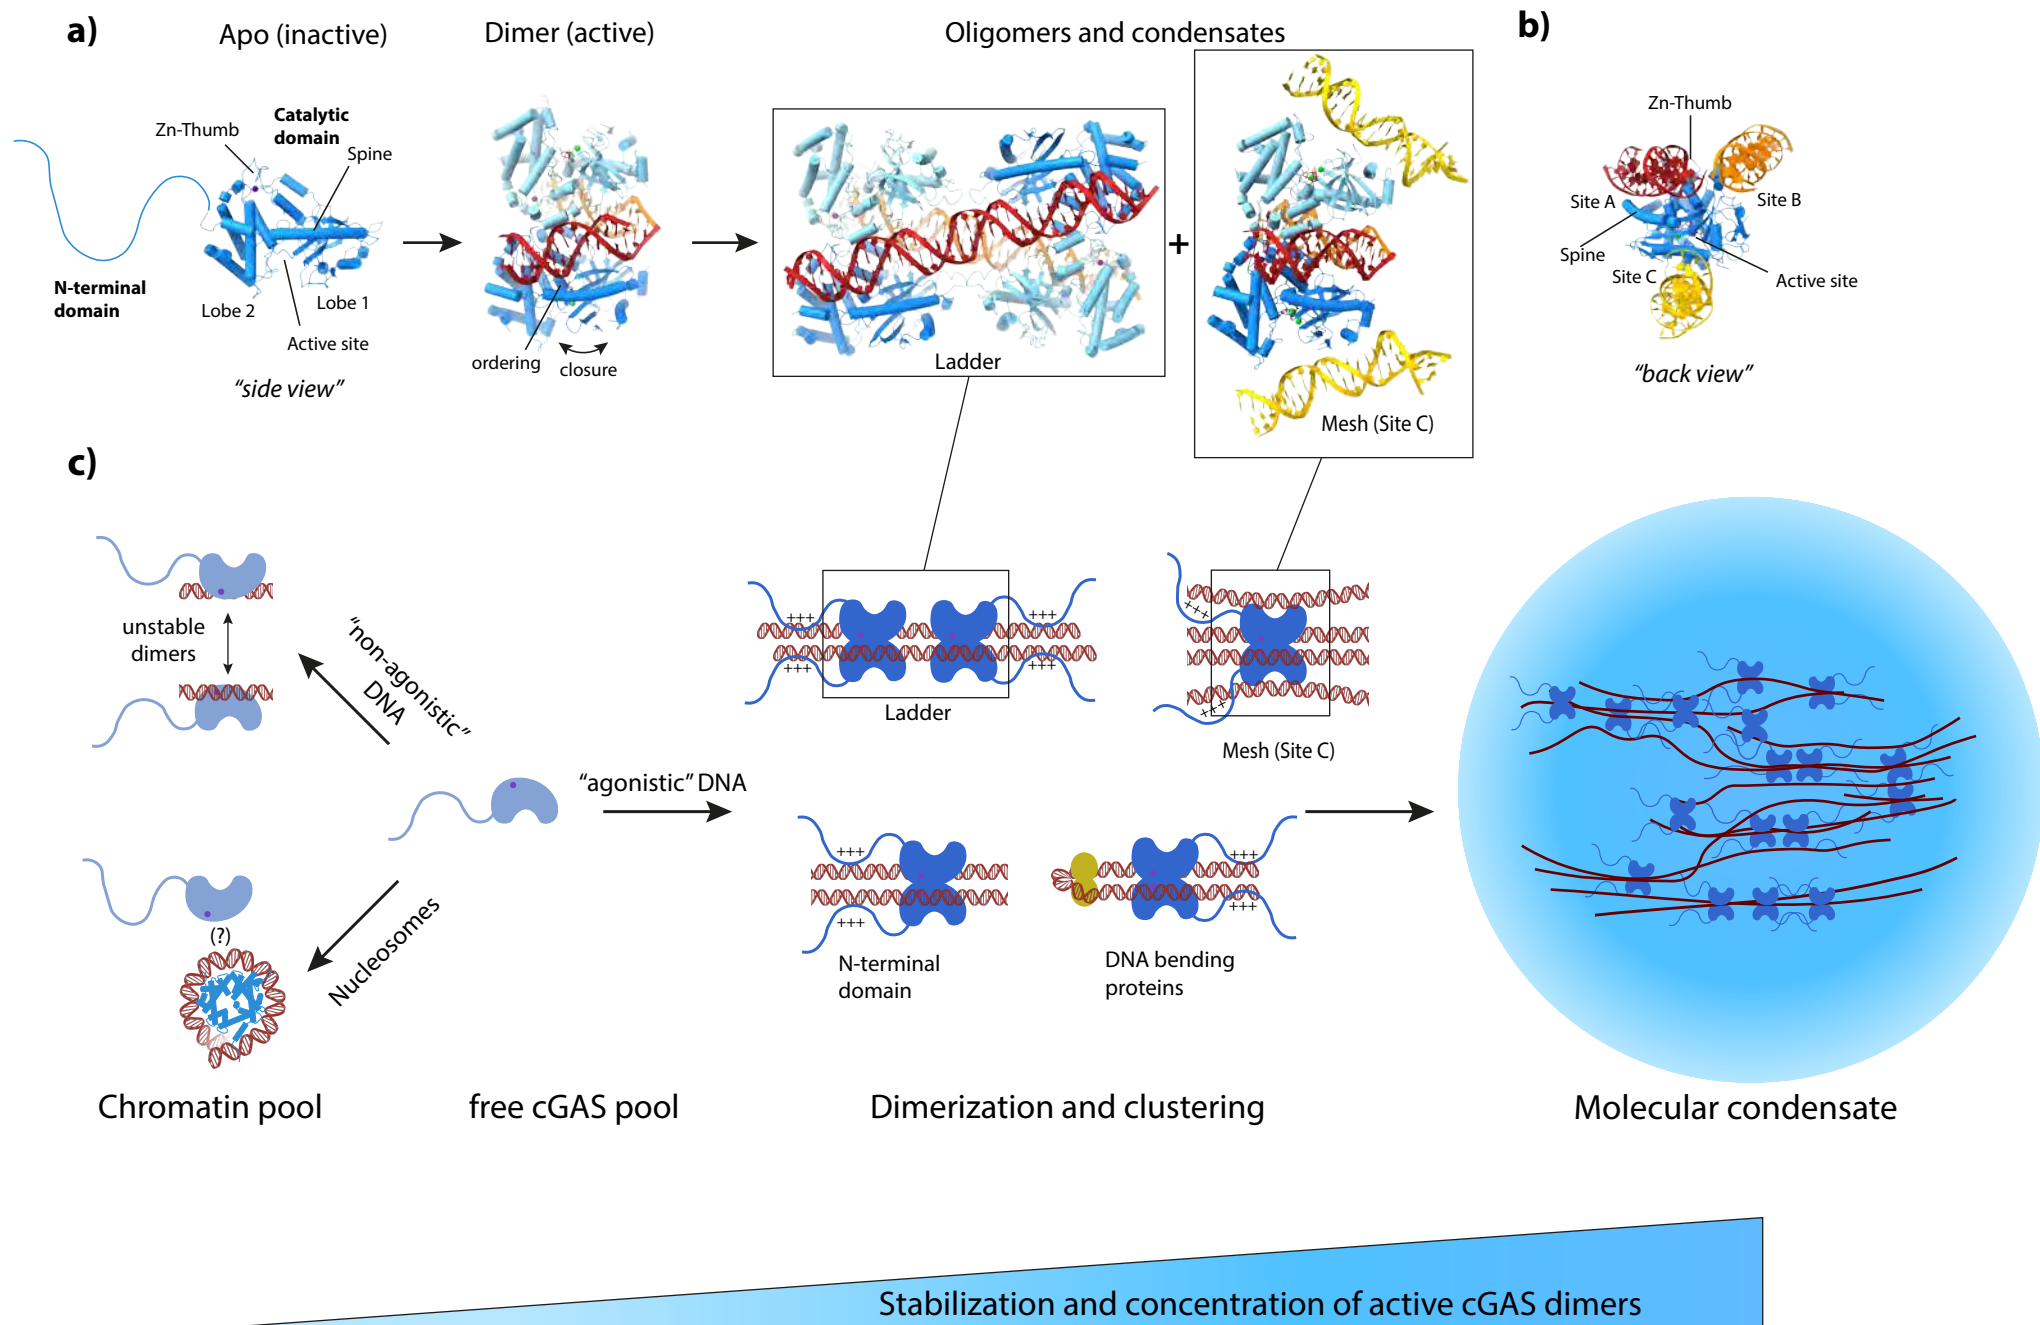 a)
Apo (inactive)
Dimer (active)
Oligomers and condensates
b)
Zn-Thumb
Catalytic
domain
Spine
N-terminal
domain
Lobe 2
Lobe 1
Active site
"side view"
ordering
closure
Ladder
+
Mesh (Site C)
Zn-Thumb
Site A
Site B
Spine
Site C
Active site
"back view"
c)
unstable
dimers
"non-agonistic"
DNA
"agonistic" DNA
Nucleosomes
(?)
+++
+++
+++
+++
Ladder
+++
+++
Mesh (Site C)
+++
+++
N-terminal
domain
+++
+++
DNA bending
proteins
Chromatin pool
free cGAS pool
Dimerization and clustering
Molecular condensate
Stabilization and concentration of active cGAS dimers